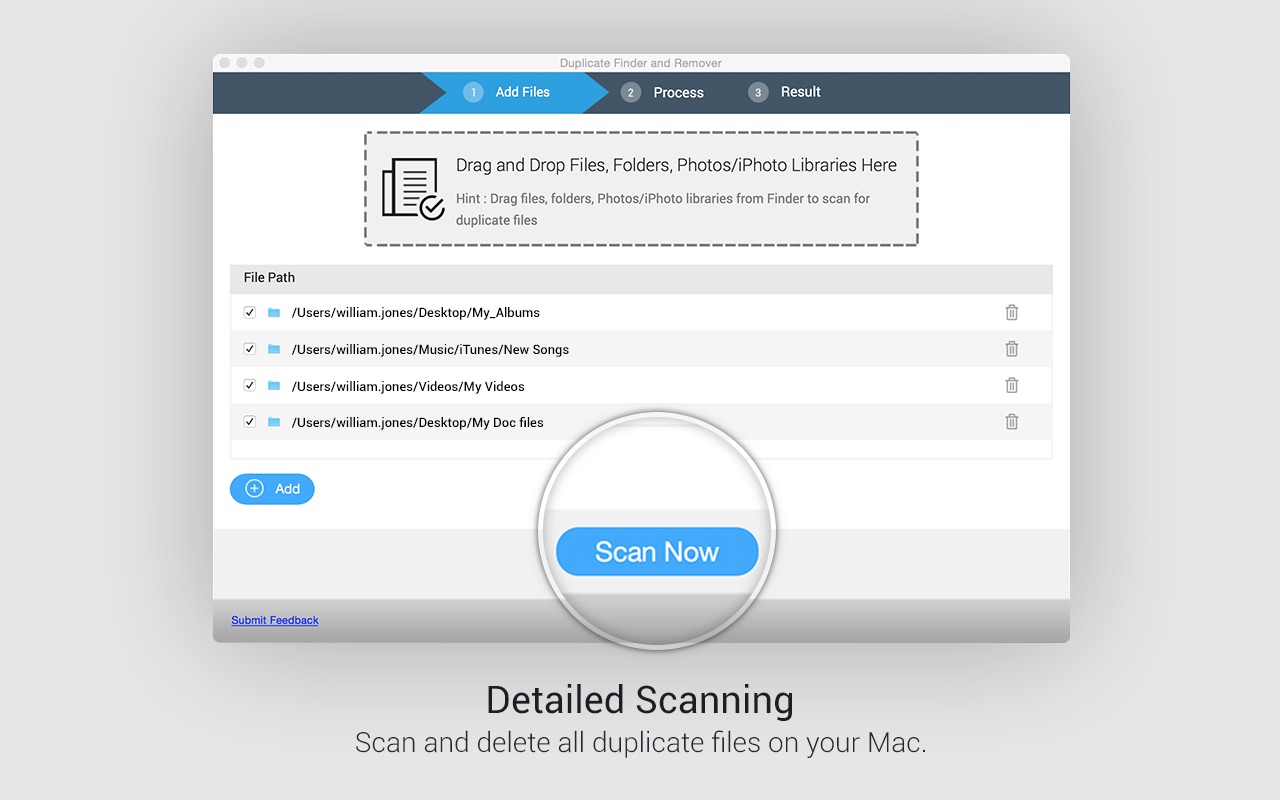 Duplicate Finder and Remover
1 Add Files 2 Process 3 Result
Drag and Drop Files, Folders, Photos/iPhoto Libraries Here
Hint : Drag files, folders, Photos/iPhoto libraries from Finder to scan for
duplicate files
File Path
/Users/william.jones/Desktop/My_Albums
/Users/william.jones/Music/iTunes/New Songs
/Users/william.jones/Videos/My Videos
/Users/william.jones/Desktop/My Doc files
Add
Scan Now
Submit Feedback
Detailed Scanning
Scan and delete all duplicate files on your Mac.